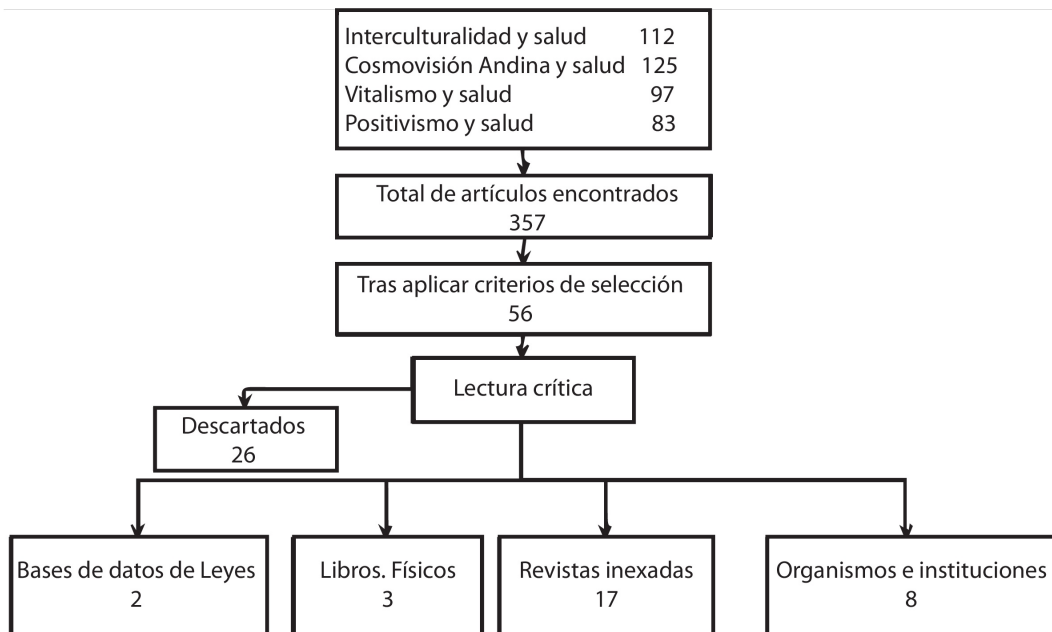 Interculturalidad y salud 112
Cosmovisión Andina y salud 125
Vitalismo y salud 97
Positivismo y salud 83
Total de artículos encontrados
357
Tras aplicar criterios de selección
56
Lectura crítica
Descartados
26
Bases de datos de Leyes
2
Libros. Físicos
3
Revistas inexadas
17
Organismos e instituciones
8